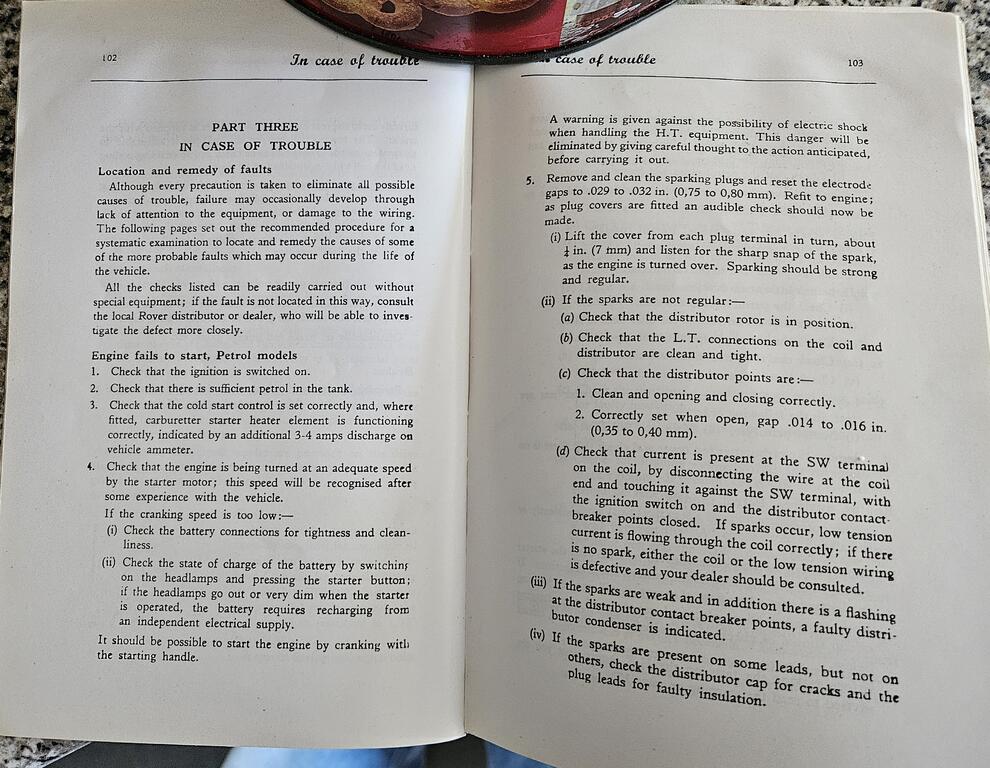 102
In case of trouble
PART THREE
IN CASE OF TROUBLE
Location and remedy of faults
Although every precaution is taken to eliminate all possible
causes of trouble, failure may occasionally develop through
lack of attention to the equipment, or damage to the wiring.
The following pages set out the recommended procedure for a
systematic examination to locate and remedy the causes of some
of the more probable faults which may occur during the life of
the vehicle.
All the checks listed can be readily carried out without
special equipment; if the fault is not located in this way, consult
the local Rover distributor or dealer, who will be able to inves-
tigate the defect more closely.
Engine fails to start, Petrol models
1. Check that the ignition is switched on.
2. Check that there is sufficient petrol in the tank.
3. Check that the cold start control is set correctly and, where
fitted, carburetter starter heater element is functioning
correctly, indicated by an additional 3-4 amps discharge on
vehicle ammeter.
4. Check that the engine is being turned at an adequate speed
by the starter motor; this speed will be recognised after
some experience with the vehicle.
If the cranking speed is too low:—
(i) Check the battery connections for tightness and clean-
liness.
(ii) Check the state of charge of the battery by switching
on the headlamps and pressing the starter button;
if the headlamps go out or very dim when the starter
is operated, the battery requires recharging from
an independent electrical supply.
It should be possible to start the engine by cranking with
the starting handle.
case of trouble
103
A warning is given against the possibility of electric shock
when handling the H.T. equipment. This danger will be
eliminated by giving careful thought to the action anticipated,
before carrying it out.
5. Remove and clean the sparking plugs and reset the electrode
gaps to .029 to .032 in. (0,75 to 0,80 mm). Refit to engine;
as plug covers are fitted an audible check should now be
made.
(i) Lift the cover from each plug terminal in turn, about
¼ in. (7 mm) and listen for the sharp snap of the spark,
as the engine is turned over. Sparking should be strong
and regular.
(ii) If the sparks are not regular:—
(a) Check that the distributor rotor is in position.
(b) Check that the L.T. connections on the coil and
distributor are clean and tight.
(c) Check that the distributor points are:—
1. Clean and opening and closing correctly.
2. Correctly set when open, gap .014 to .016 in.
(0,35 to 0,40 mm).
(d) Check that current is present at the SW terminal
on the coil, by disconnecting the wire at the coil
end and touching it against the SW terminal, with
the ignition switch on and the distributor contact-
breaker points closed. If sparks occur, low tension
current is flowing through the coil correctly; if there
is no spark, either the coil or the low tension wiring
is defective and your dealer should be consulted.
(iii) If the sparks are weak and in addition there is a flashing
at the distributor contact breaker points, a faulty distri-
butor condenser is indicated.
(iv) If the sparks are present on some leads, but not on
others, check the distributor cap for cracks and the
plug leads for faulty insulation.